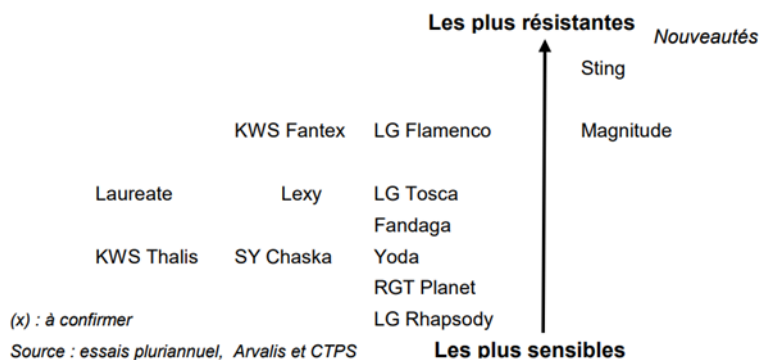 Les plus résistantes
Nouveautés
Sting
KWS Fantex LG Flamenco Magnitude
Laureate Lexy LG Tosca
Fandaga
KWS Thalis SY Chaska Yoda
RGT Planet
(x) : à confirmer LG Rhapsody
Source : essais pluriannuel, Arvalis et CTPS Les plus sensibles